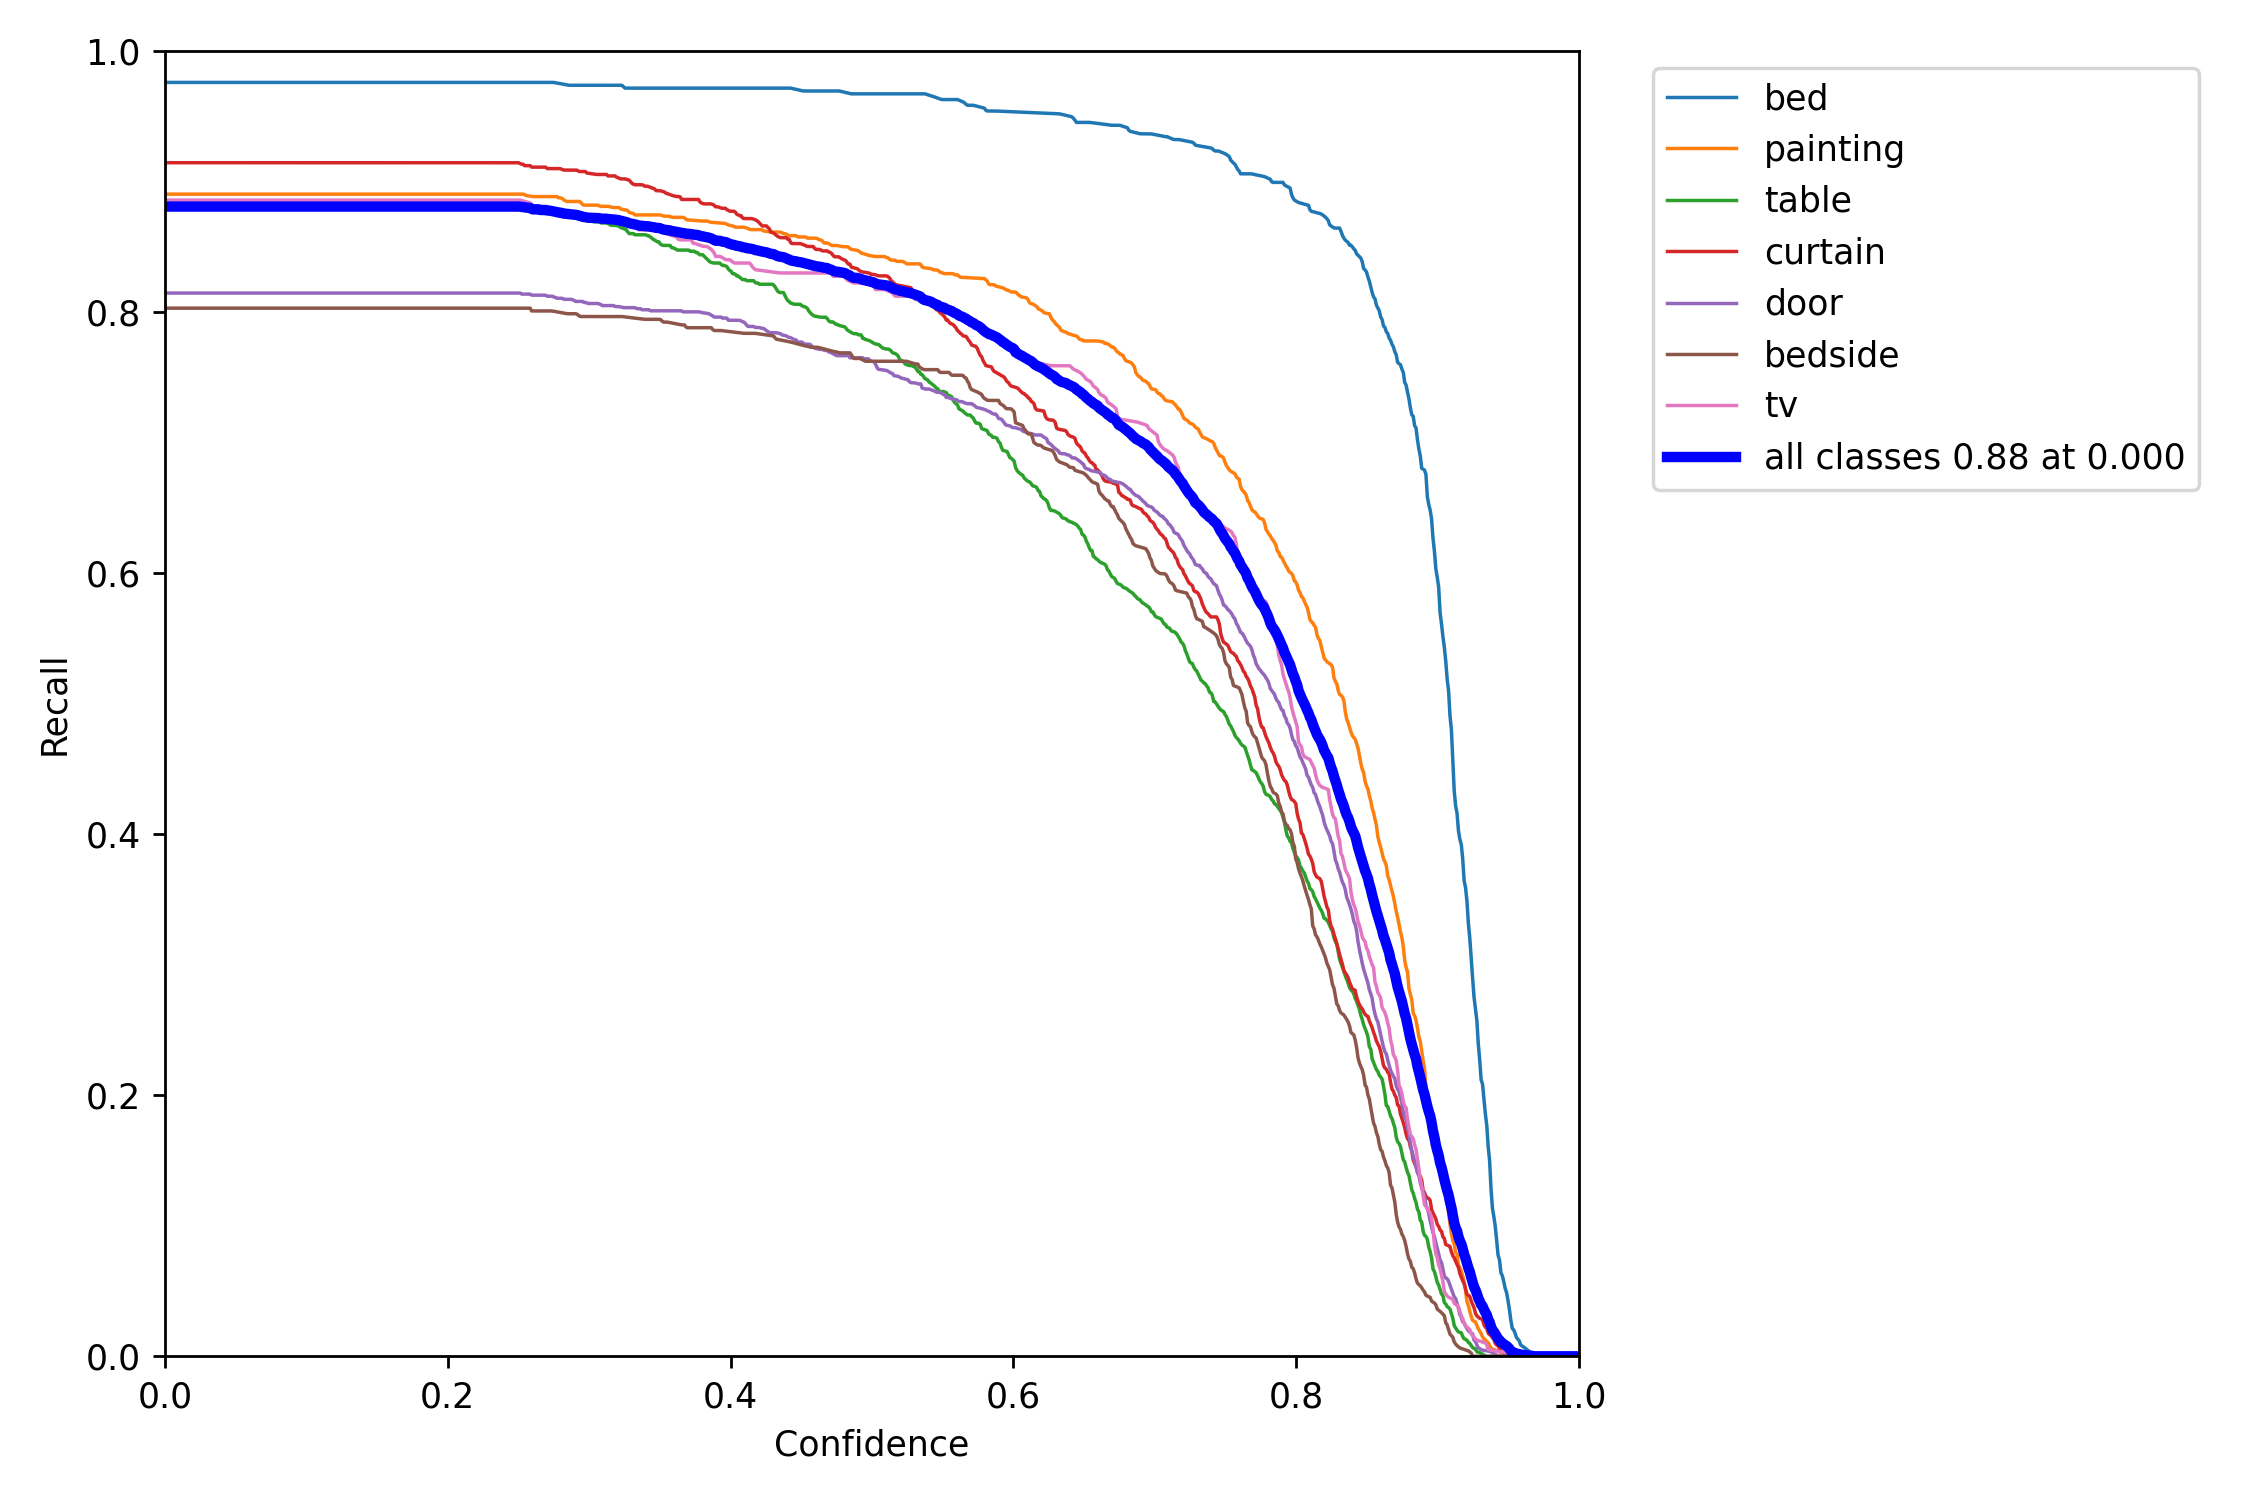 1.0
0.8
0.6
0.4
0.2
0.0
0.0 0.2 0.4 0.6 0.8 1.0
Recall
Confidence
bed
painting
table
curtain
door
bedside
tv
all classes 0.88 at 0.000